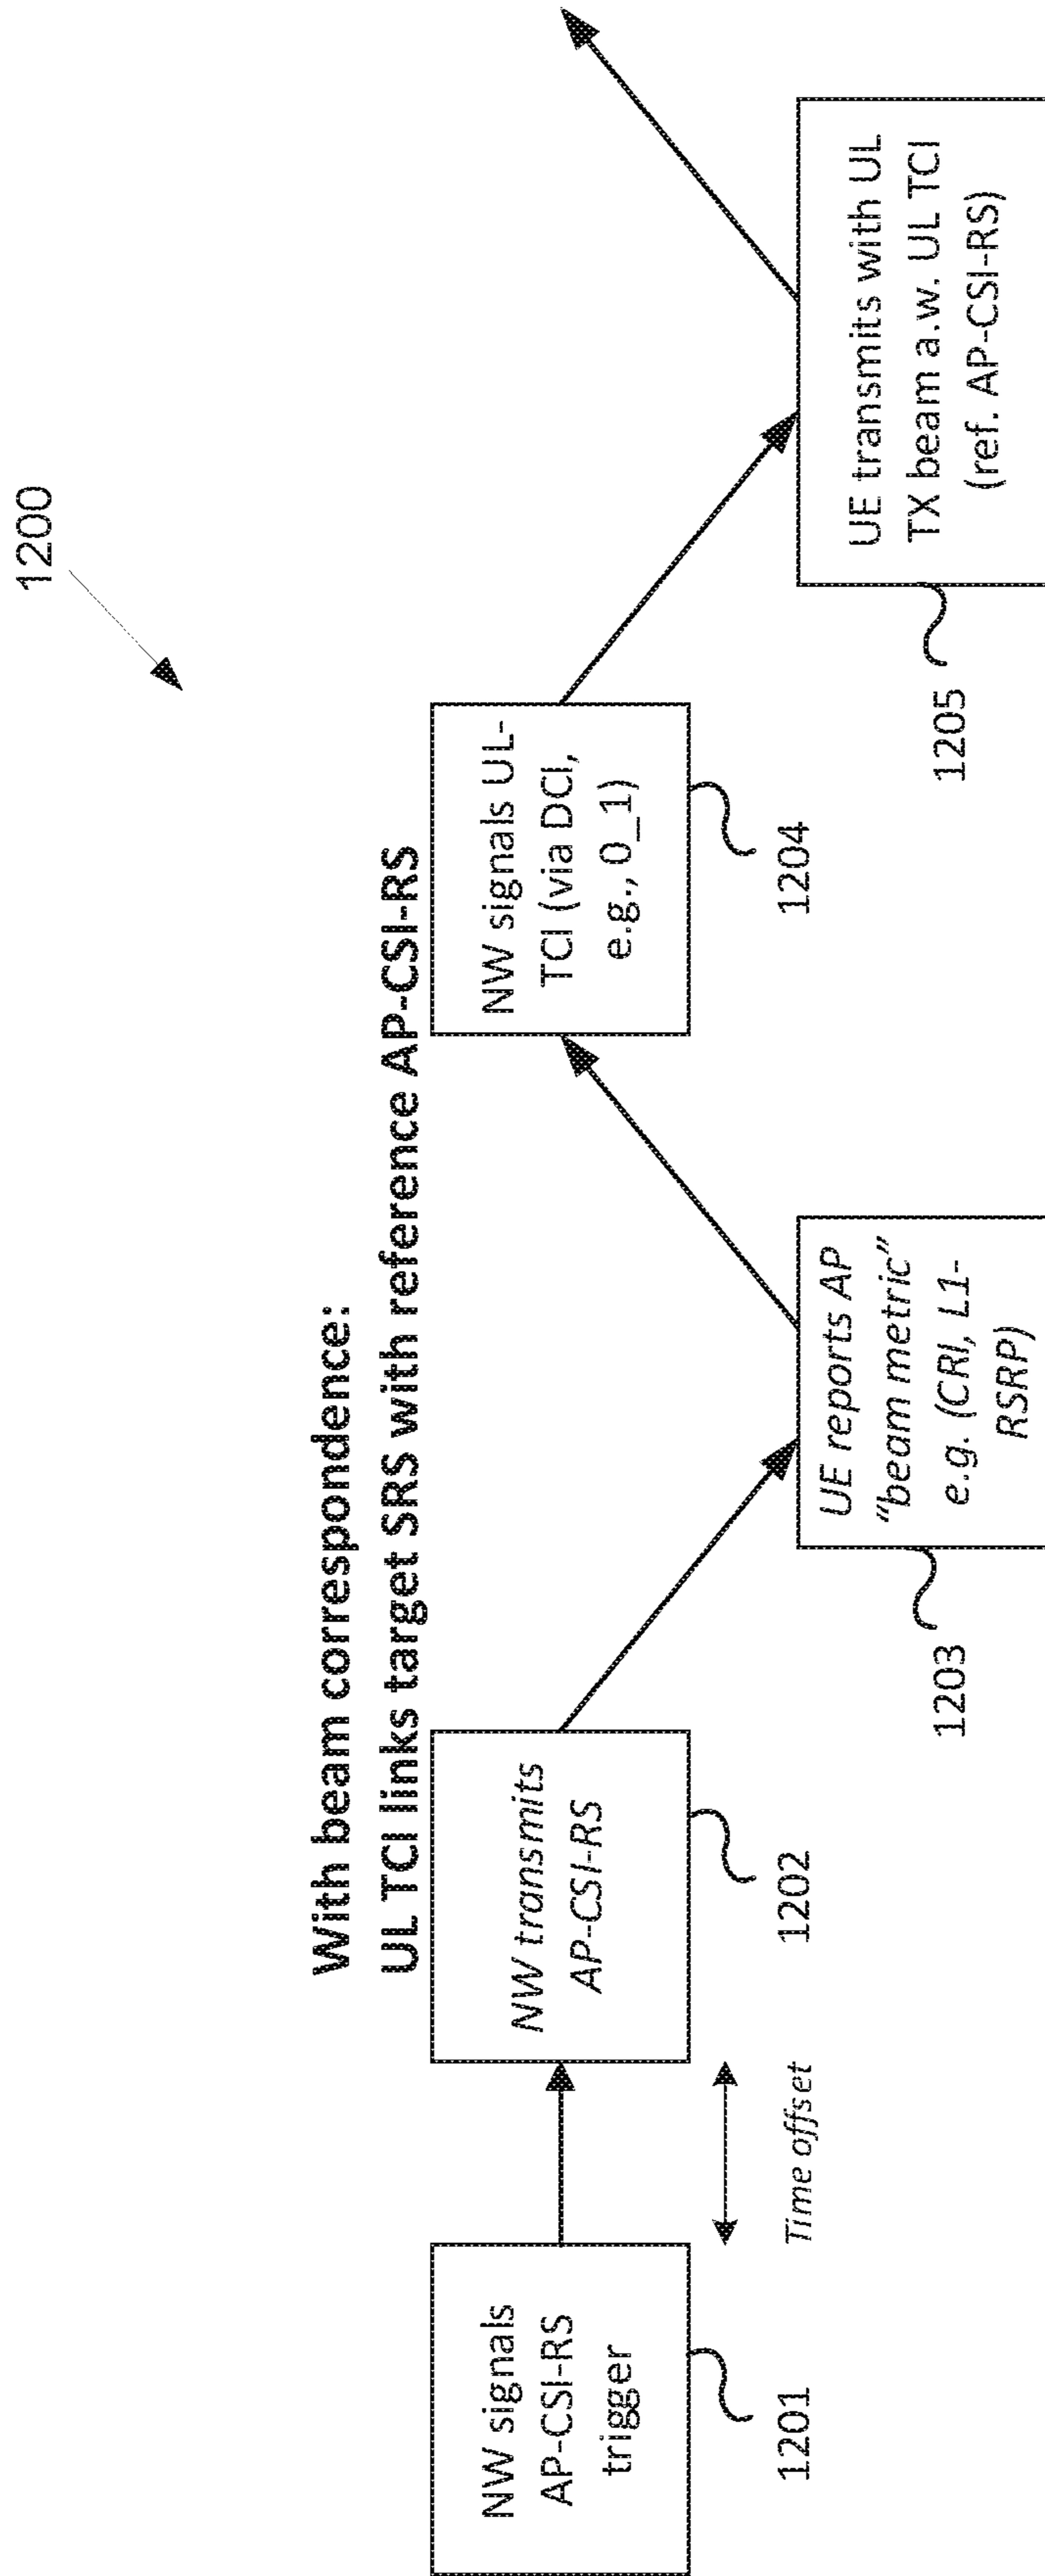 1200
With beam correspondence:
UL TCI links target SRS with reference AP-CSI-RS
NW signals
AP-CSI-RS
trigger
1201
Time offset
NW transmits
AP-CSI-RS
1202
UE reports AP
“beam metric”
e.g. (CRI, L1-
RSRP)
1203
NW signals UL-
TCI (via DCI,
e.g., 0_1)
1204
UE transmits with UL
TX beam a.w. UL TCI
(ref. AP-CSI-RS)
1205